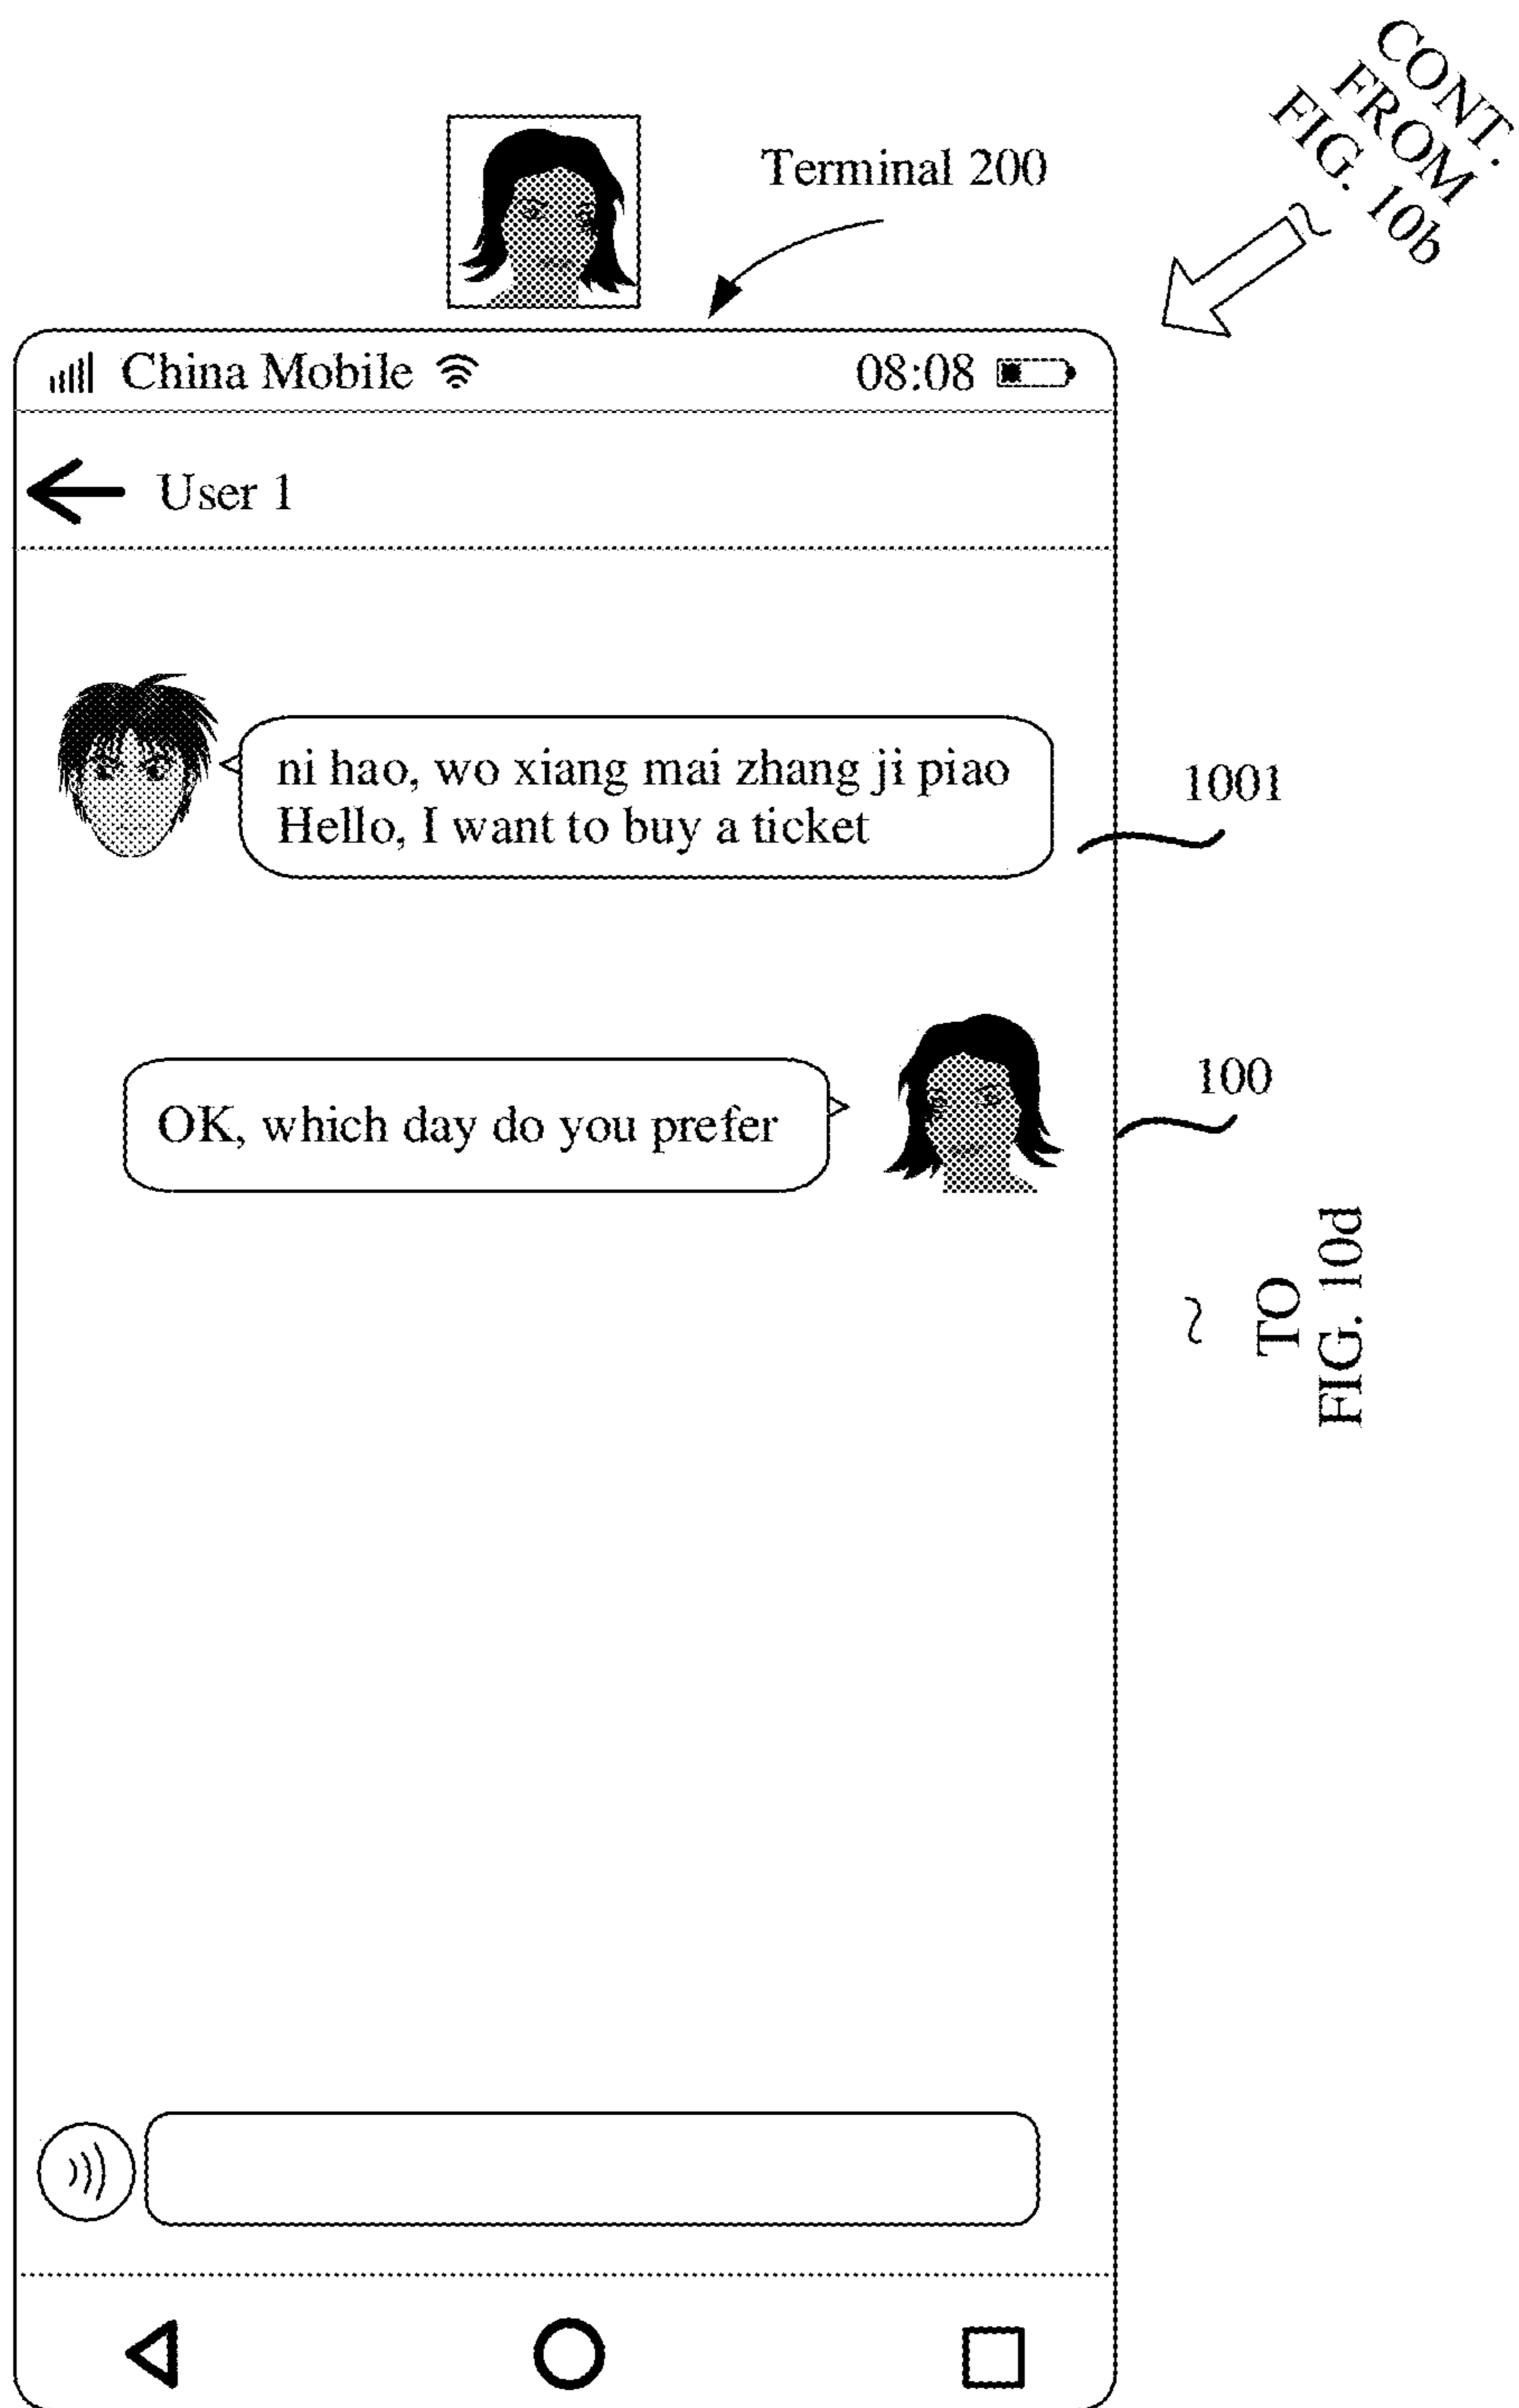 CONT.
FROM
FIG. 10b
Terminal 200
China Mobile 08:08
User 1
ni hao, wo xiang mai zhang ji piao
Hello, I want to buy a ticket
1001
OK, which day do you prefer
100
TO
FIG. 10d